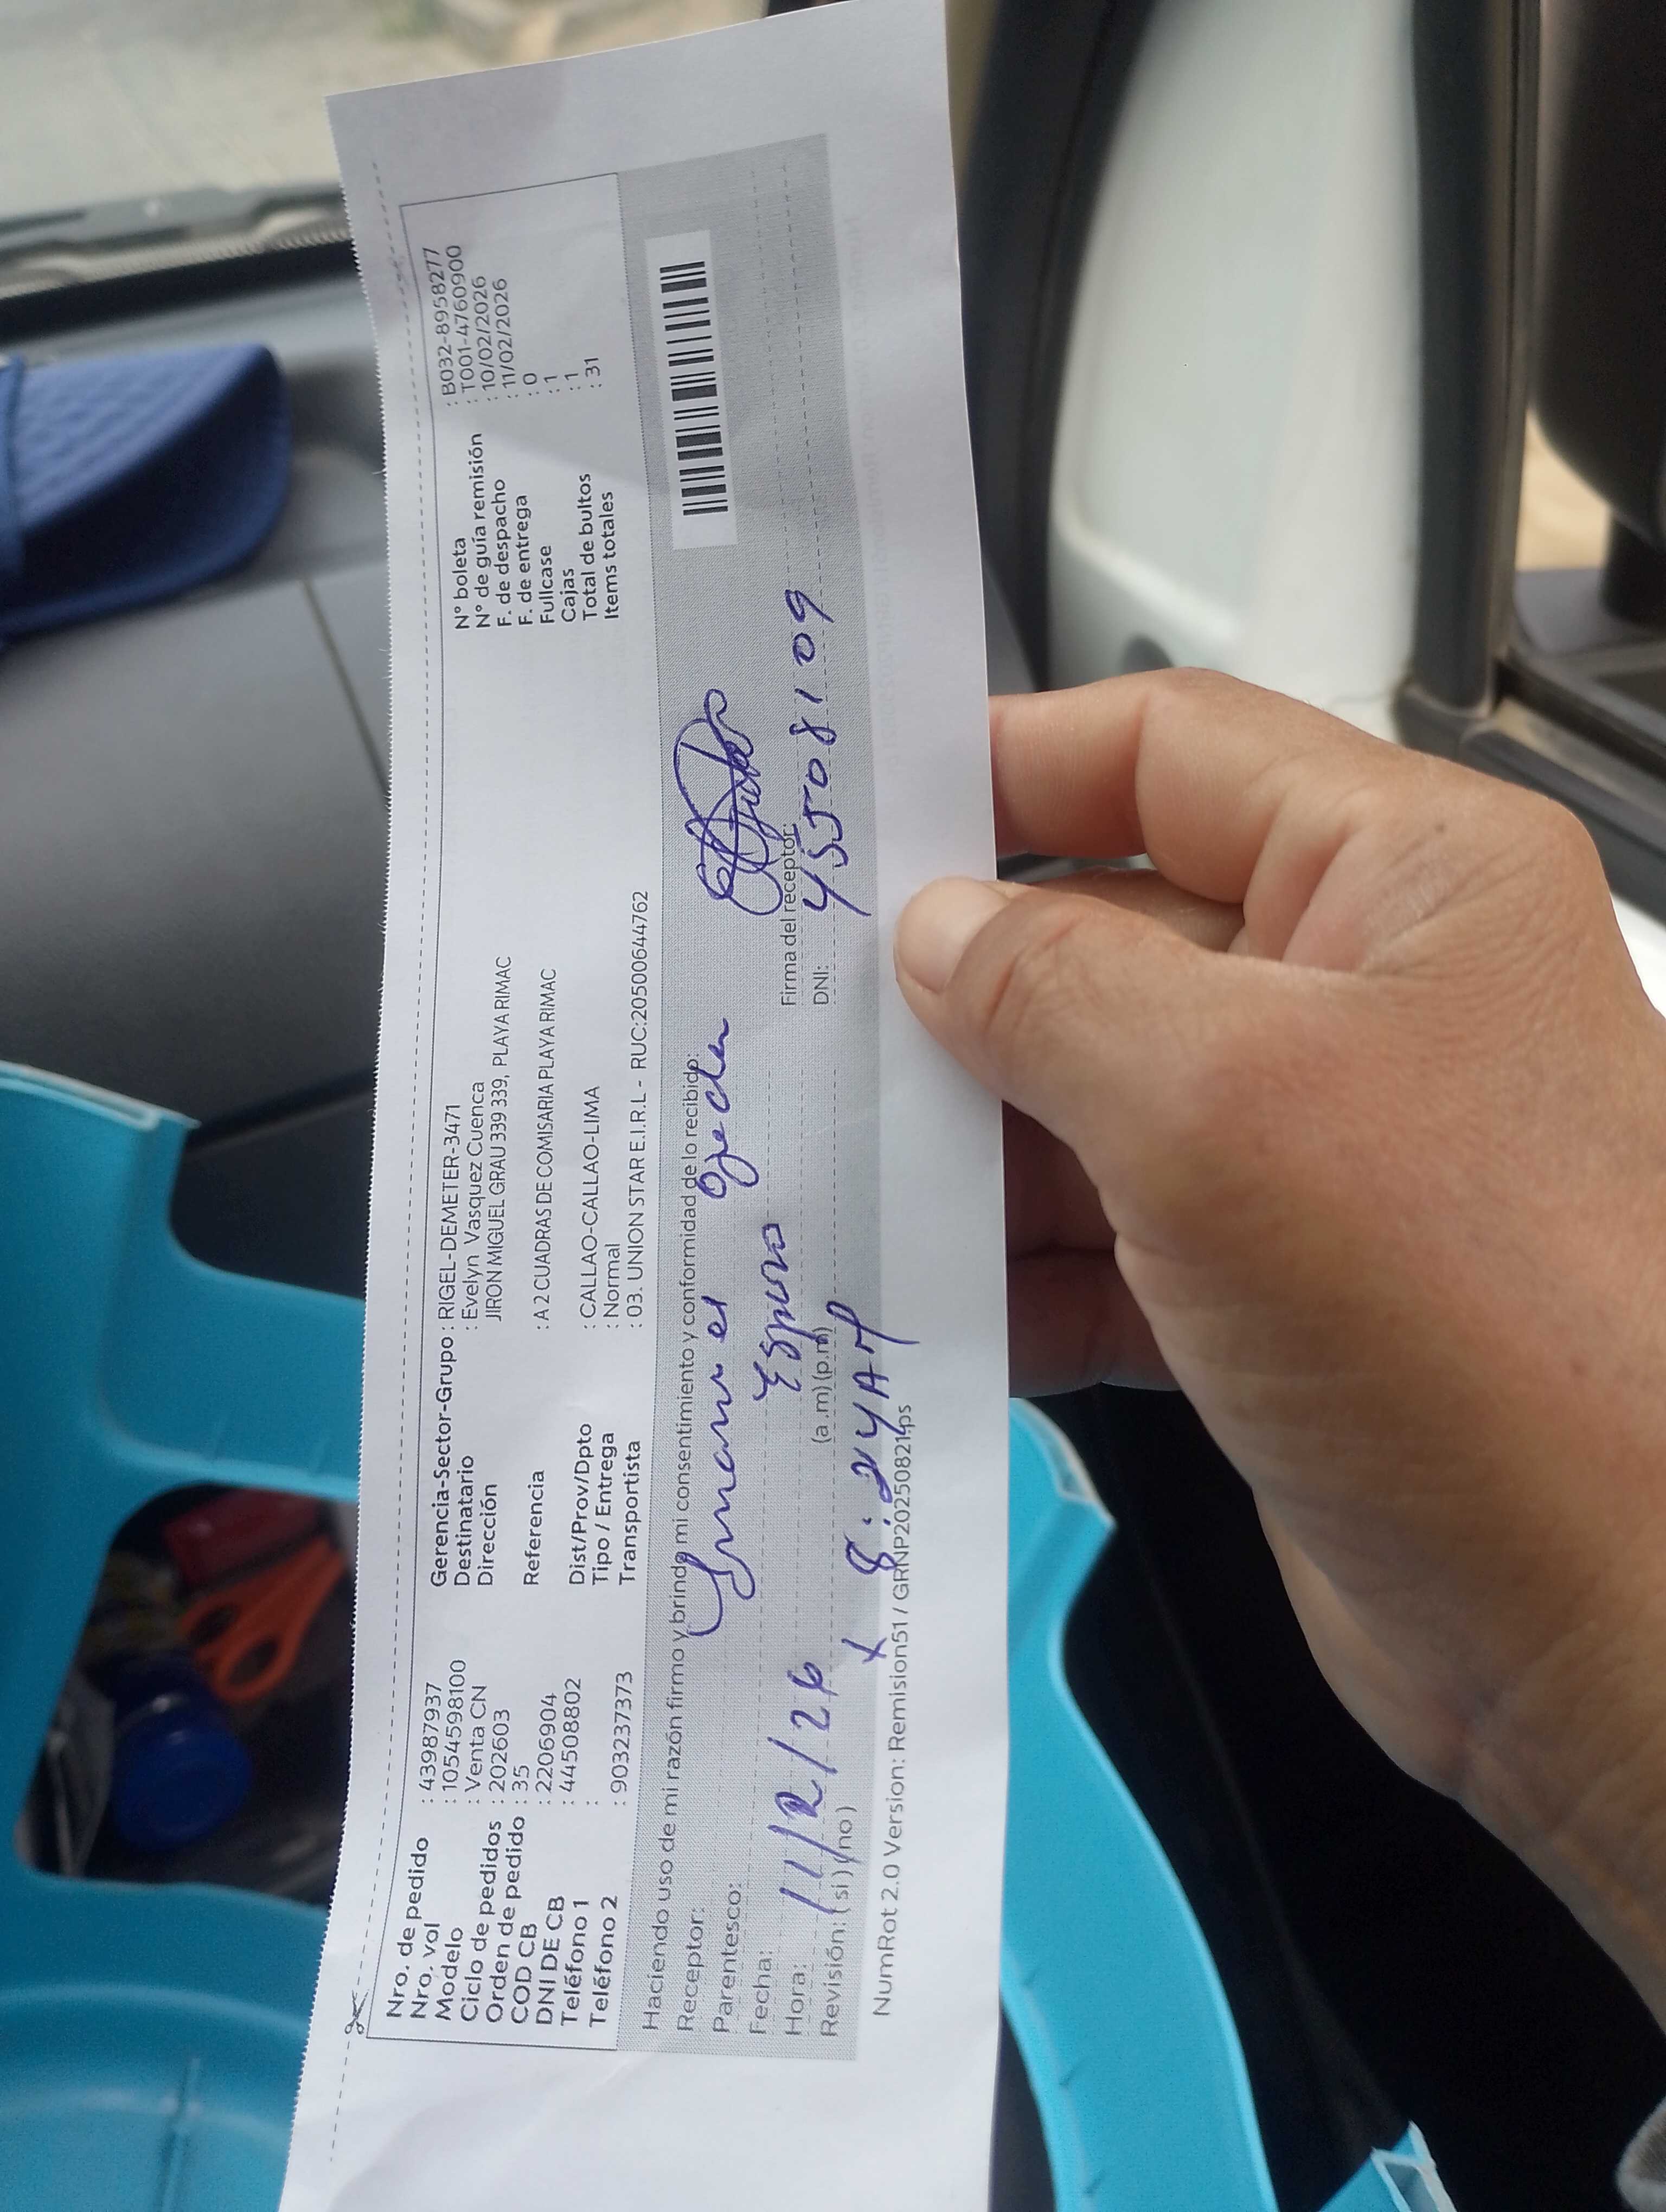 Nro. de pedido : 43987937
Nro. vol : 1054598100
Modelo : Venta CN
Ciclo de pedidos : 202603
Orden de pedido : 35
COD CB : 2206904
DNI DE CB : 44508802
Teléfono 1 :
Teléfono 2 : 903237373
Gerencia-Sector-Grupo : RIGEL-DEMETER-3471
Destinatario : Evelyn Vasquez Cuenca
Dirección JIRON MIGUEL GRAU 339 339, PLAYA RIMAC
Referencia : A 2 CUADRAS DE COMISARIA PLAYA RIMAC
Dist/Prov/Dpto : CALLAO-CALLAO-LIMA
Tipo / Entrega : Normal
Transportista : 03. UNION STAR E.I.R.L - RUC:20500644762
N° boleta : B032-8958277
N° de guía remisión : T001-4760900
F. de despacho : 10/02/2026
F. de entrega : 11/02/2026
Fullcase : 0
Cajas : 1
Total de bultos : 1
Items totales : 31
Haciendo uso de mi razón firmo y brindo mi consentimiento y conformidad de lo recibido:
Receptor: Ojeda
Parentesco: Esposo
Fecha: 11/2/26
Hora: (a.m) (p.m) 8:24 AM
Revisión: (si) (no)
Firma del receptor:
DNI: 45508109
NumRot 2.0 Version: Remision51 / GRNP202508821.ps